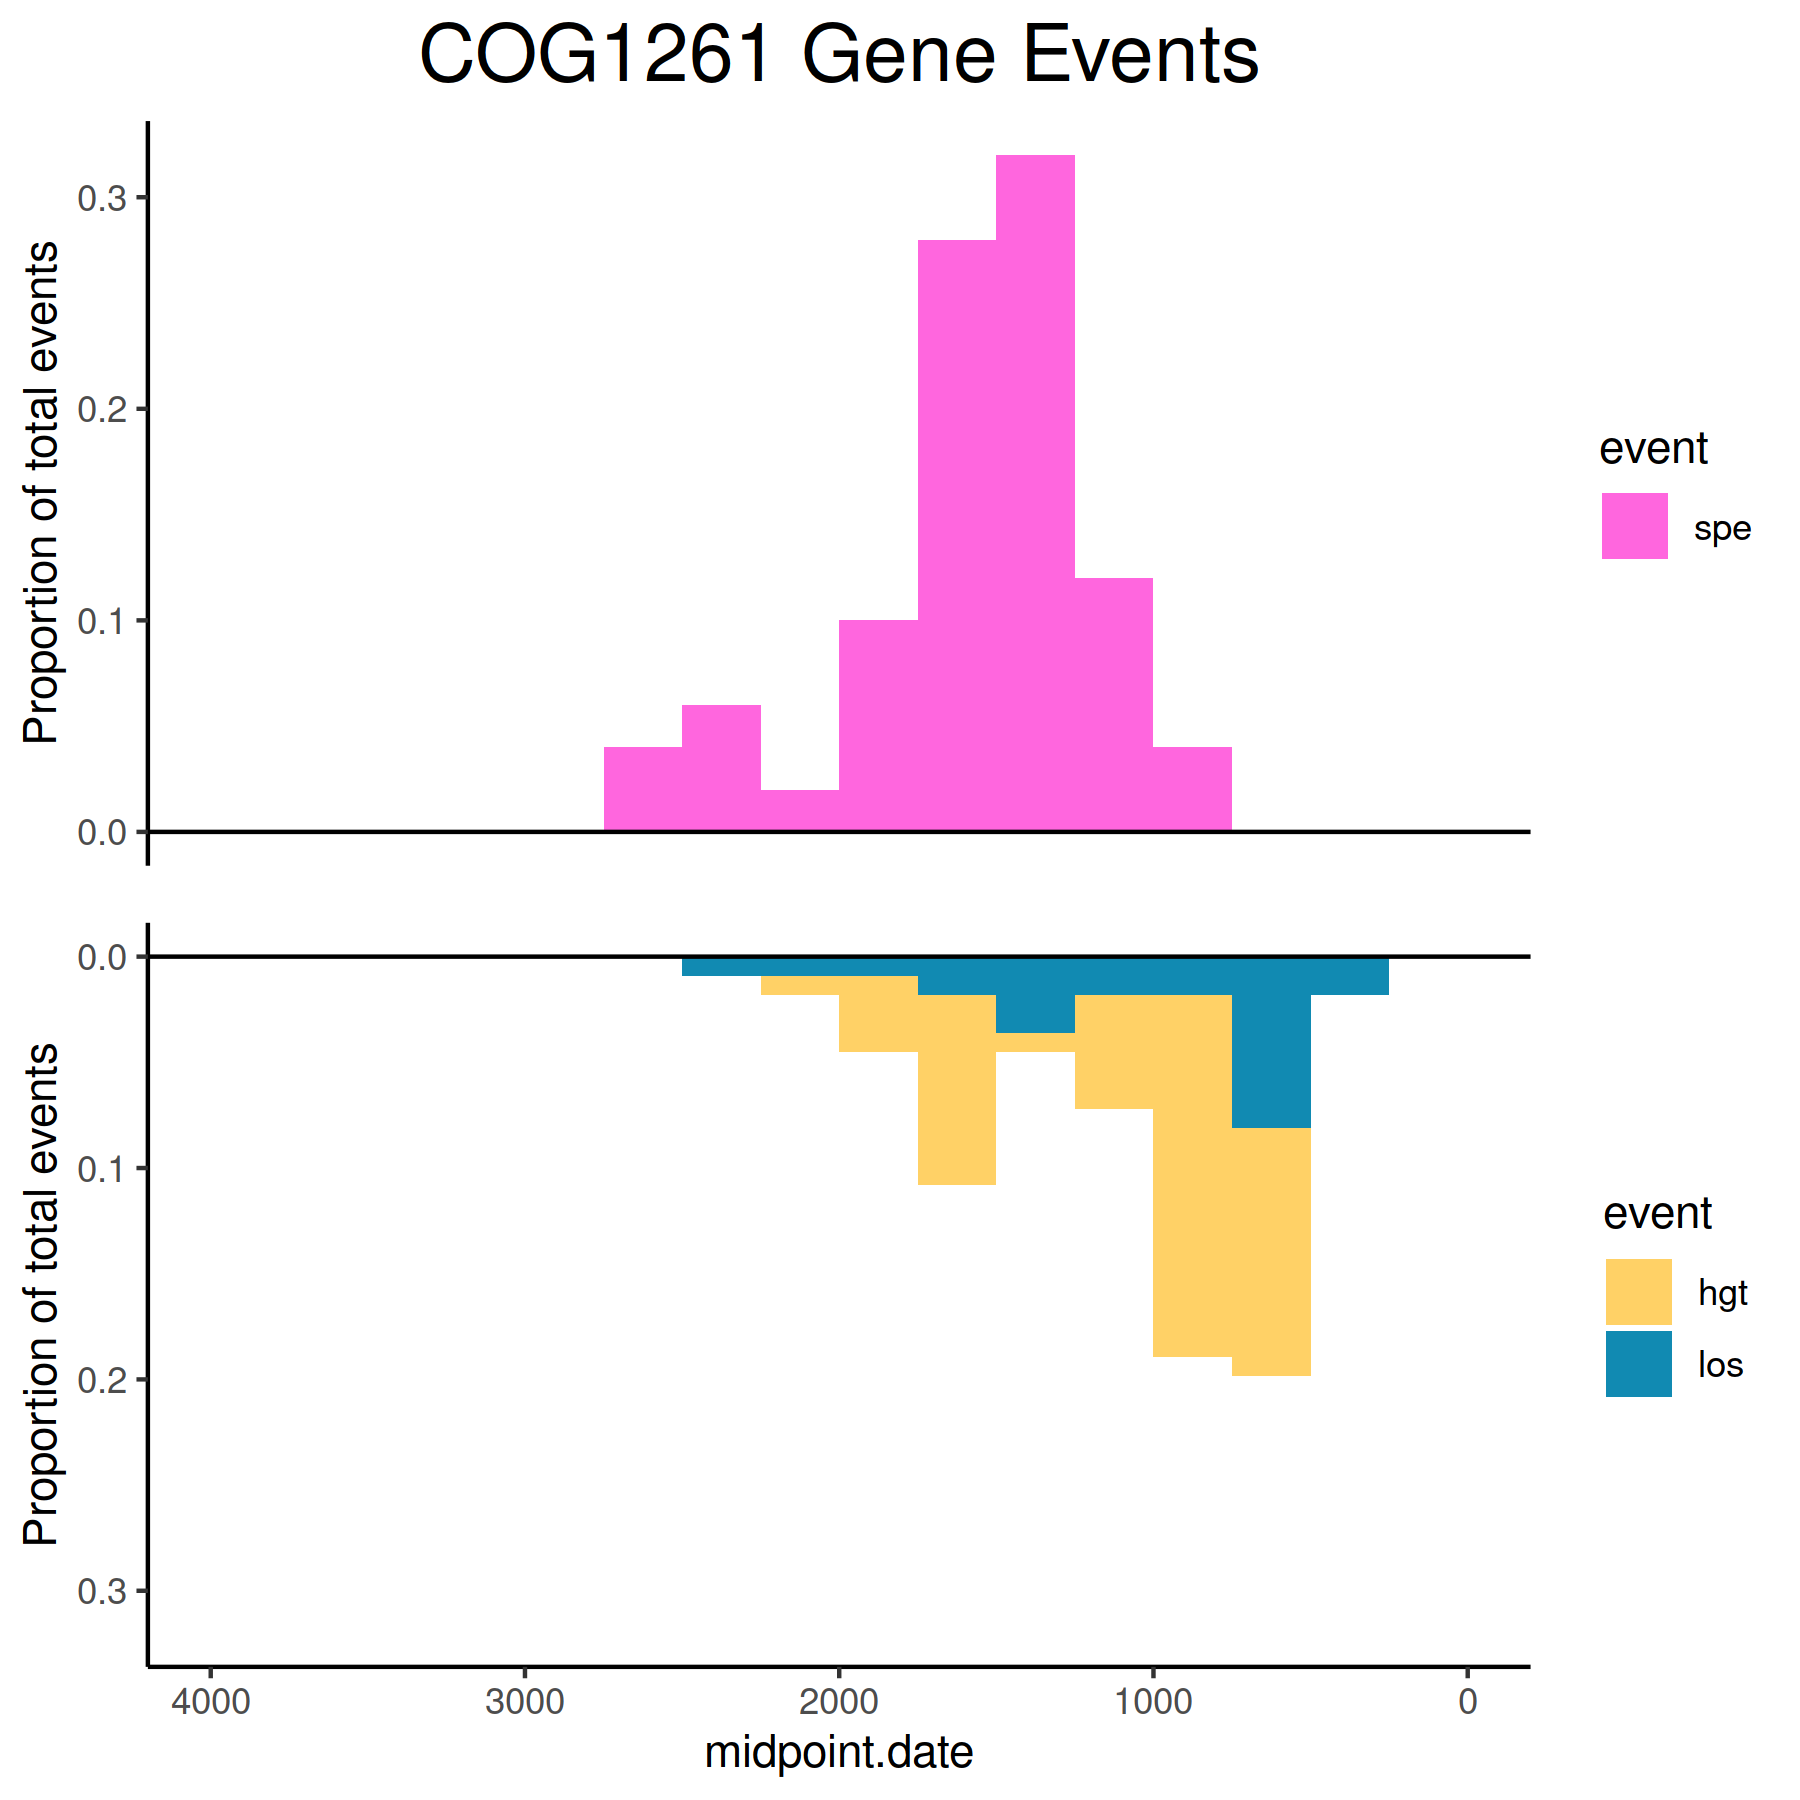 COG1261 Gene Events
Proportion of total events
0.3
0.2
0.1
0.0
event
spe
Proportion of total events
0.0
0.1
0.2
0.3
event
hgt
los
4000 3000 2000 1000 0
midpoint.date